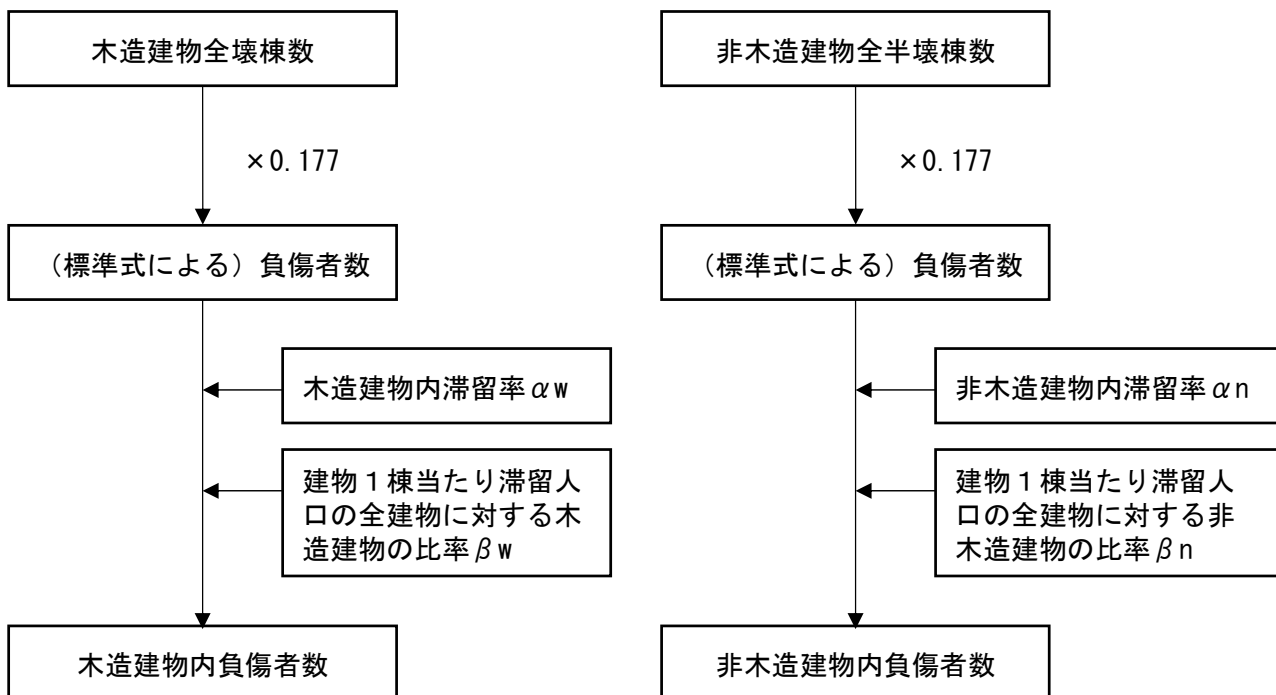 木造建物全壊棟数
×0.177
（標準式による）負傷者数
木造建物内滞留率αw
建物１棟当たり滞留人
口の全建物に対する木
造建物の比率βw
木造建物内負傷者数
非木造建物全半壊棟数
×0.177
（標準式による）負傷者数
非木造建物内滞留率αn
建物１棟当たり滞留人
口の全建物に対する非
木造建物の比率βn
非木造建物内負傷者数